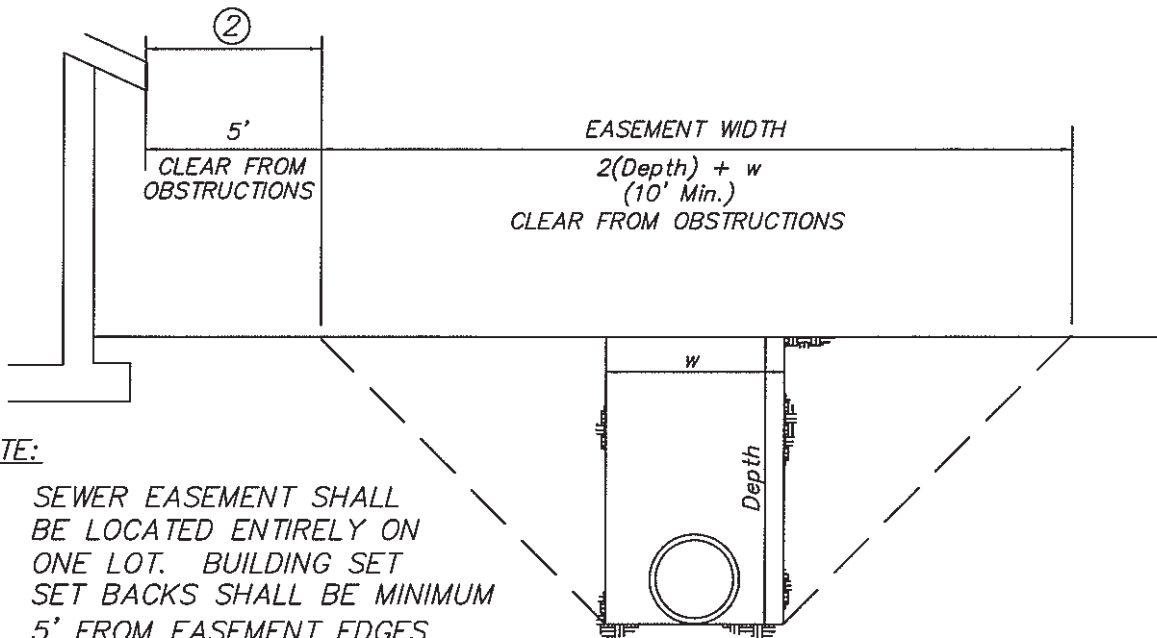 2
5'
CLEAR FROM
OBSTRUCTIONS
EASEMENT WIDTH
2(Depth) + w
(10' Min.)
CLEAR FROM OBSTRUCTIONS
w
Depth
TE:
SEWER EASEMENT SHALL
BE LOCATED ENTIRELY ON
ONE LOT. BUILDING SET
SET BACKS SHALL BE MINIMUM
5' FROM EASEMENT EDGES